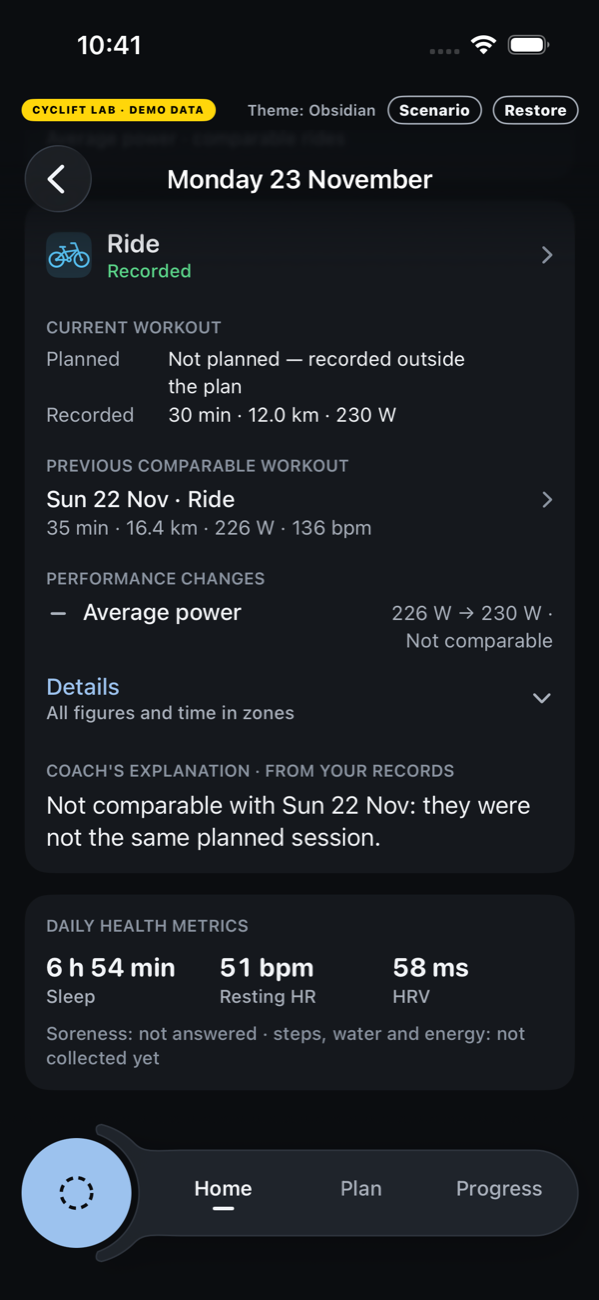 10:41
CYCLIFT LAB · DEMO DATA
Theme: Obsidian
Scenario
Restore
Average power · comparable rides
Monday 23 November
Ride
Recorded
CURRENT WORKOUT
Planned
Not planned — recorded outside
the plan
Recorded
30 min · 12.0 km · 230 W
PREVIOUS COMPARABLE WORKOUT
Sun 22 Nov · Ride
35 min · 16.4 km · 226 W · 136 bpm
PERFORMANCE CHANGES
— Average power
226 W → 230 W ·
Not comparable
Details
All figures and time in zones
COACH'S EXPLANATION · FROM YOUR RECORDS
Not comparable with Sun 22 Nov: they were
not the same planned session.
DAILY HEALTH METRICS
6 h 54 min
Sleep
51 bpm
Resting HR
58 ms
HRV
Soreness: not answered · steps, water and energy: not
collected yet
Home
Plan
Progress